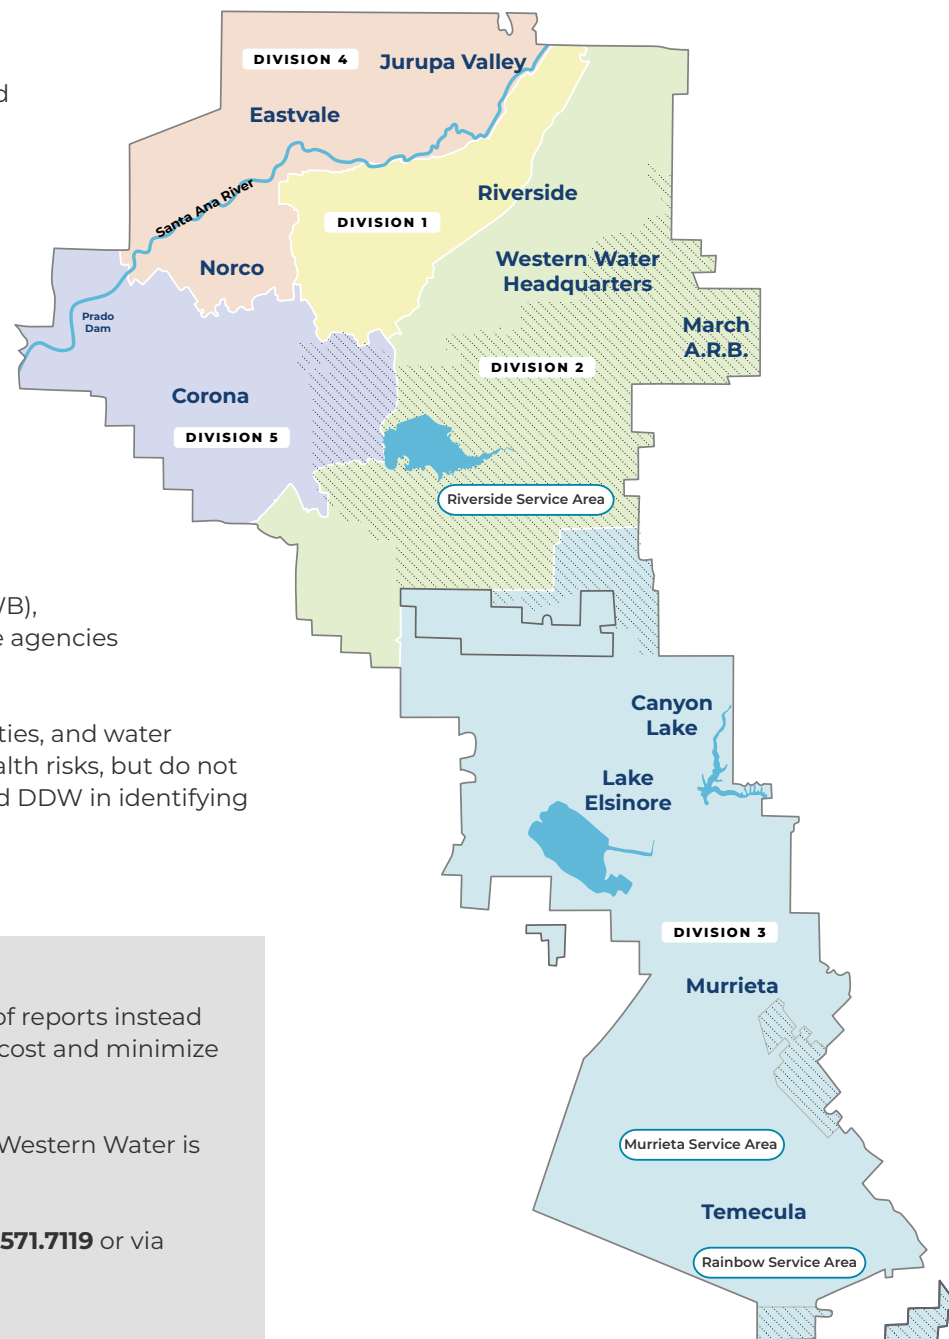 d
DIVISION 4
Jurupa Valley
Eastvale
Santa Ana River
Riverside
DIVISION 1
Norco
Western Water
Headquarters
Prado
Dam
March
A.R.B.
DIVISION 2
Corona
DIVISION 5
Riverside Service Area
/B),
e agencies
ties, and water
alth risks, but do not
d DDW in identifying
Canyon
Lake
Lake
Elsinore
DIVISION 3
Murrieta
of reports instead
cost and minimize
Western Water is
571.7119 or via
Murrieta Service Area
Temecula
Rainbow Service Area